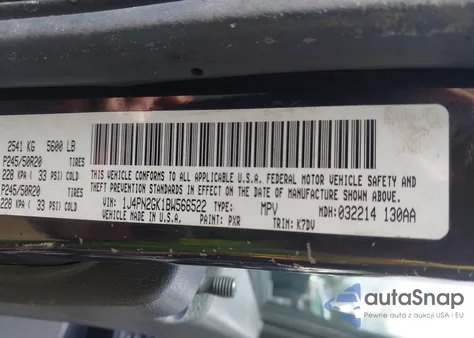 2541 KG 5600 LB
P245/50R20 TIRES
228 KPA ( 33 PSI) COLD
P245/50R20 TIRES
228 KPA ( 33 PSI) COLD
THIS VEHICLE CONFORMS TO ALL APPLICABLE U.S.A. FEDERAL MOTOR VEHICLE SAFETY AND
THEFT PREVENTION STANDARDS IN EFFECT ON THE DATE OF MANUFACTURE SHOWN ABOVE.
VIN: 1J4PN2GK1BW566522 MPV MDH: 032214 130AA
VEHICLE MADE IN U.S.A. PAINT: PXR TRIM: K7DV
autoSnap
Pewne auta z aukcji USA i EU